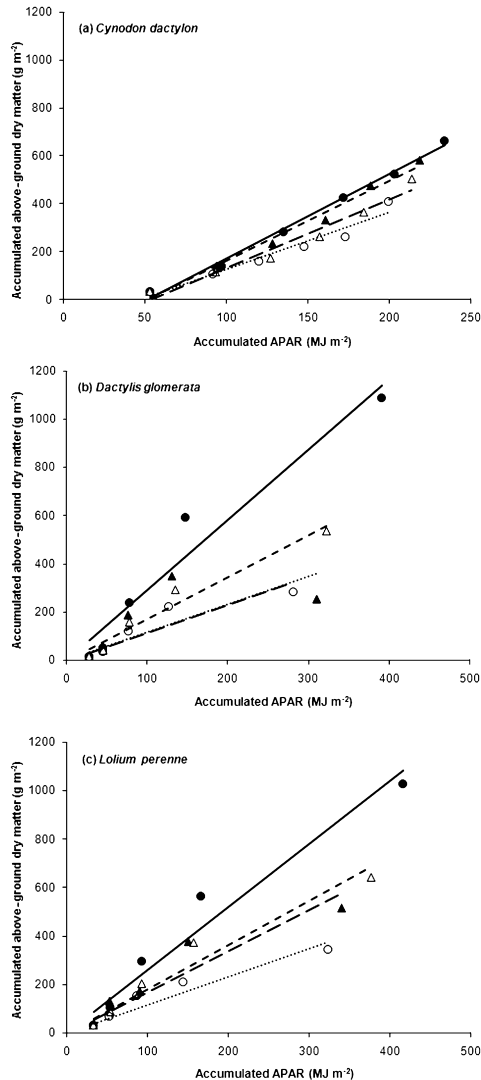 (a) Cynodon dactylon
1200
1000
800
600
400
200
0
0 50 100 150 200 250
Accumulated above-ground dry matter (g m⁻²)
Accumulated APAR (MJ m⁻²)
(b) Dactylis glomerata
1200
1000
800
600
400
200
0
0 100 200 300 400 500
Accumulated above-ground dry matter (g m⁻²)
Accumulated APAR (MJ m⁻²)
(c) Lolium perenne
1200
1000
800
600
400
200
0
0 100 200 300 400 500
Accumulated above-ground dry matter (g m⁻²)
Accumulated APAR (MJ m⁻²)